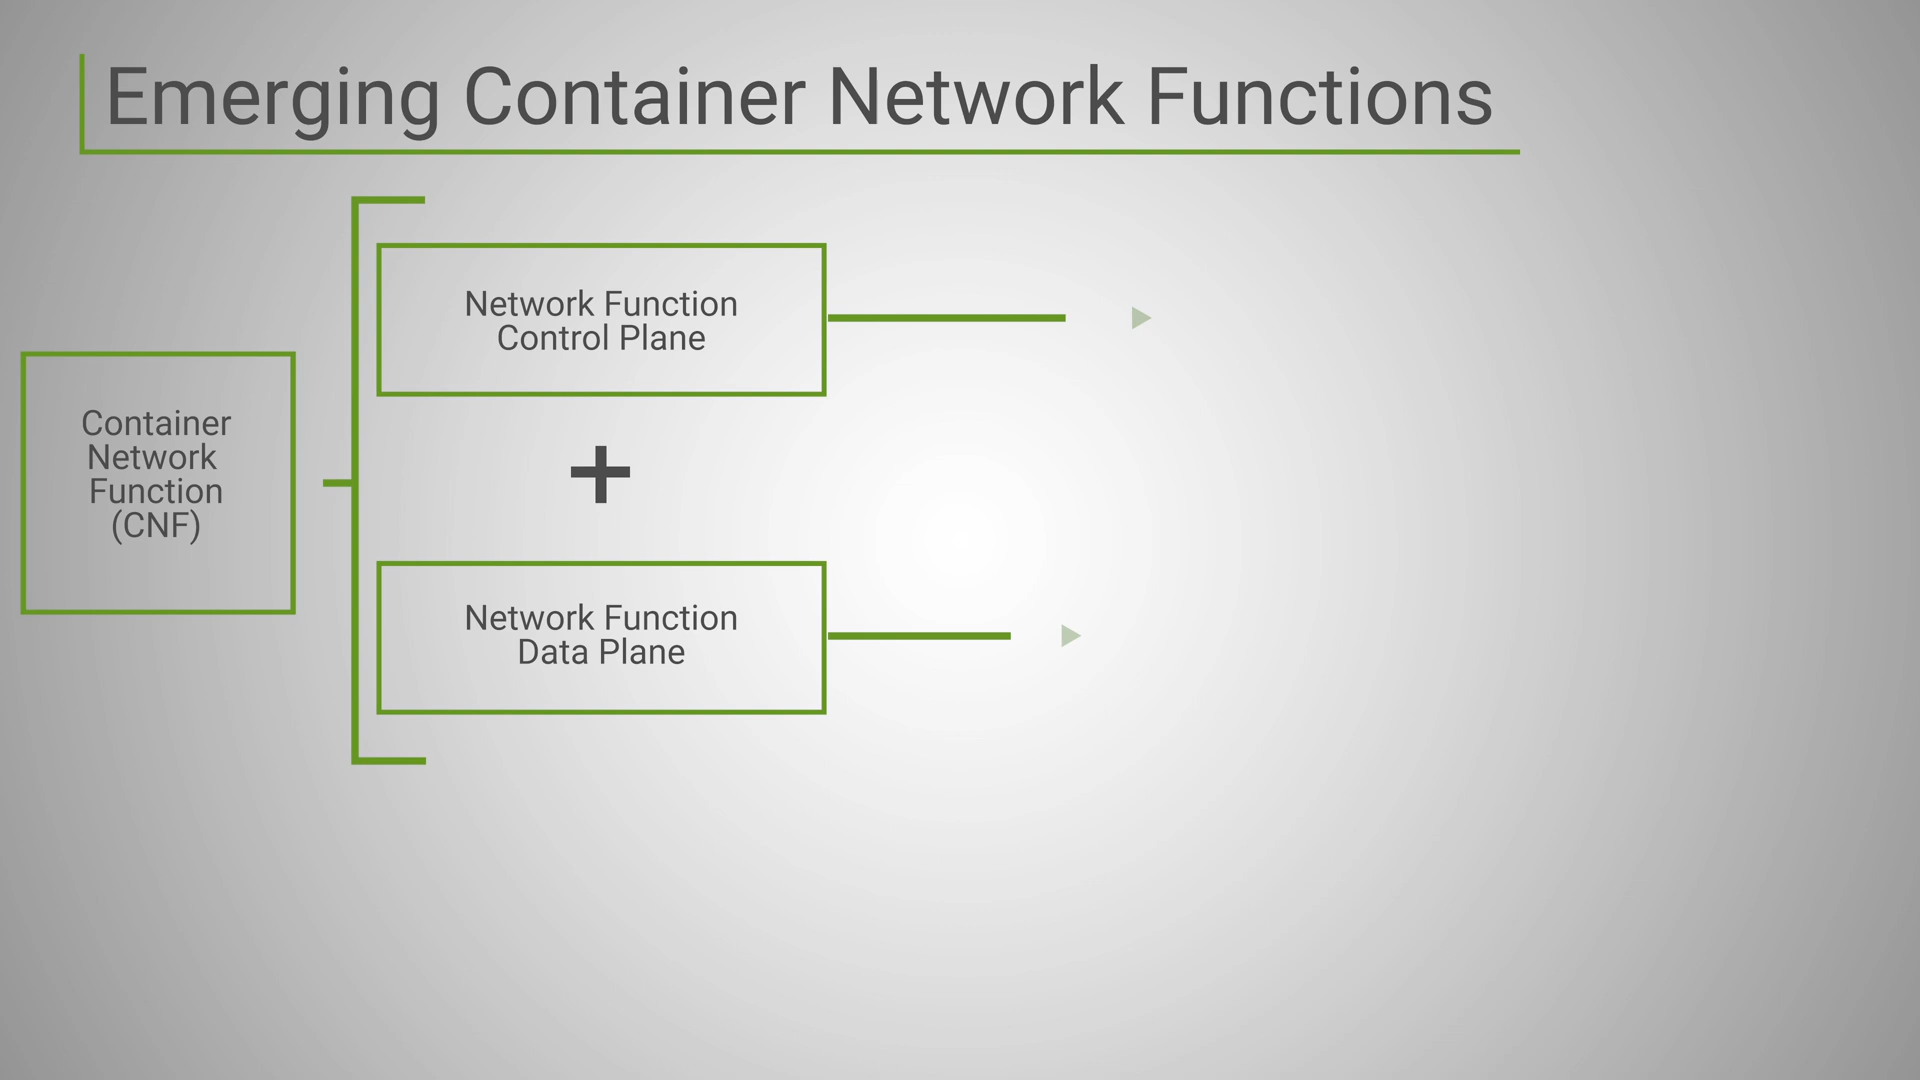 Emerging Container Network Functions
Network Function
Control Plane
Container
Network
Function
(CNF)
+
Network Function
Data Plane